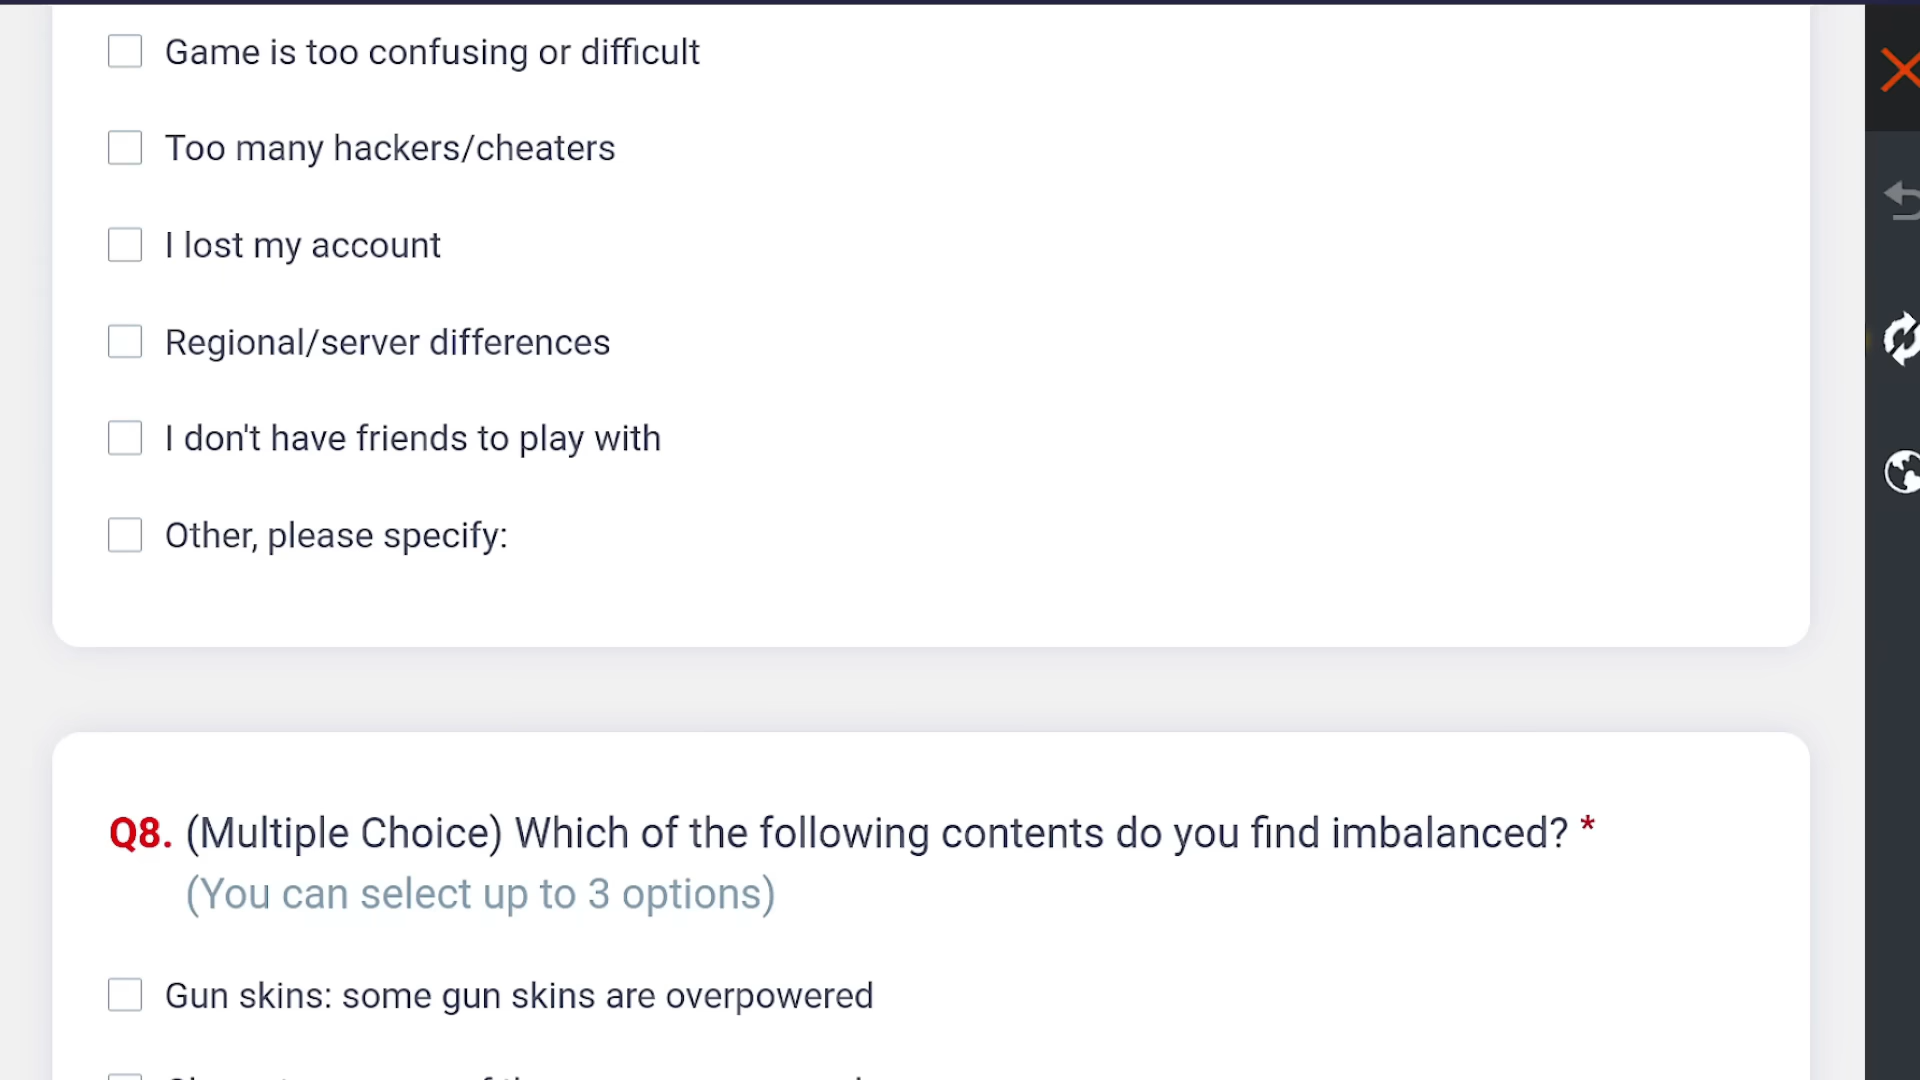 Game is too confusing or difficult
Too many hackers/cheaters
I lost my account
Regional/server differences
I don't have friends to play with
Other, please specify:
Q8. (Multiple Choice) Which of the following contents do you find imbalanced? *
(You can select up to 3 options)
Gun skins: some gun skins are overpowered